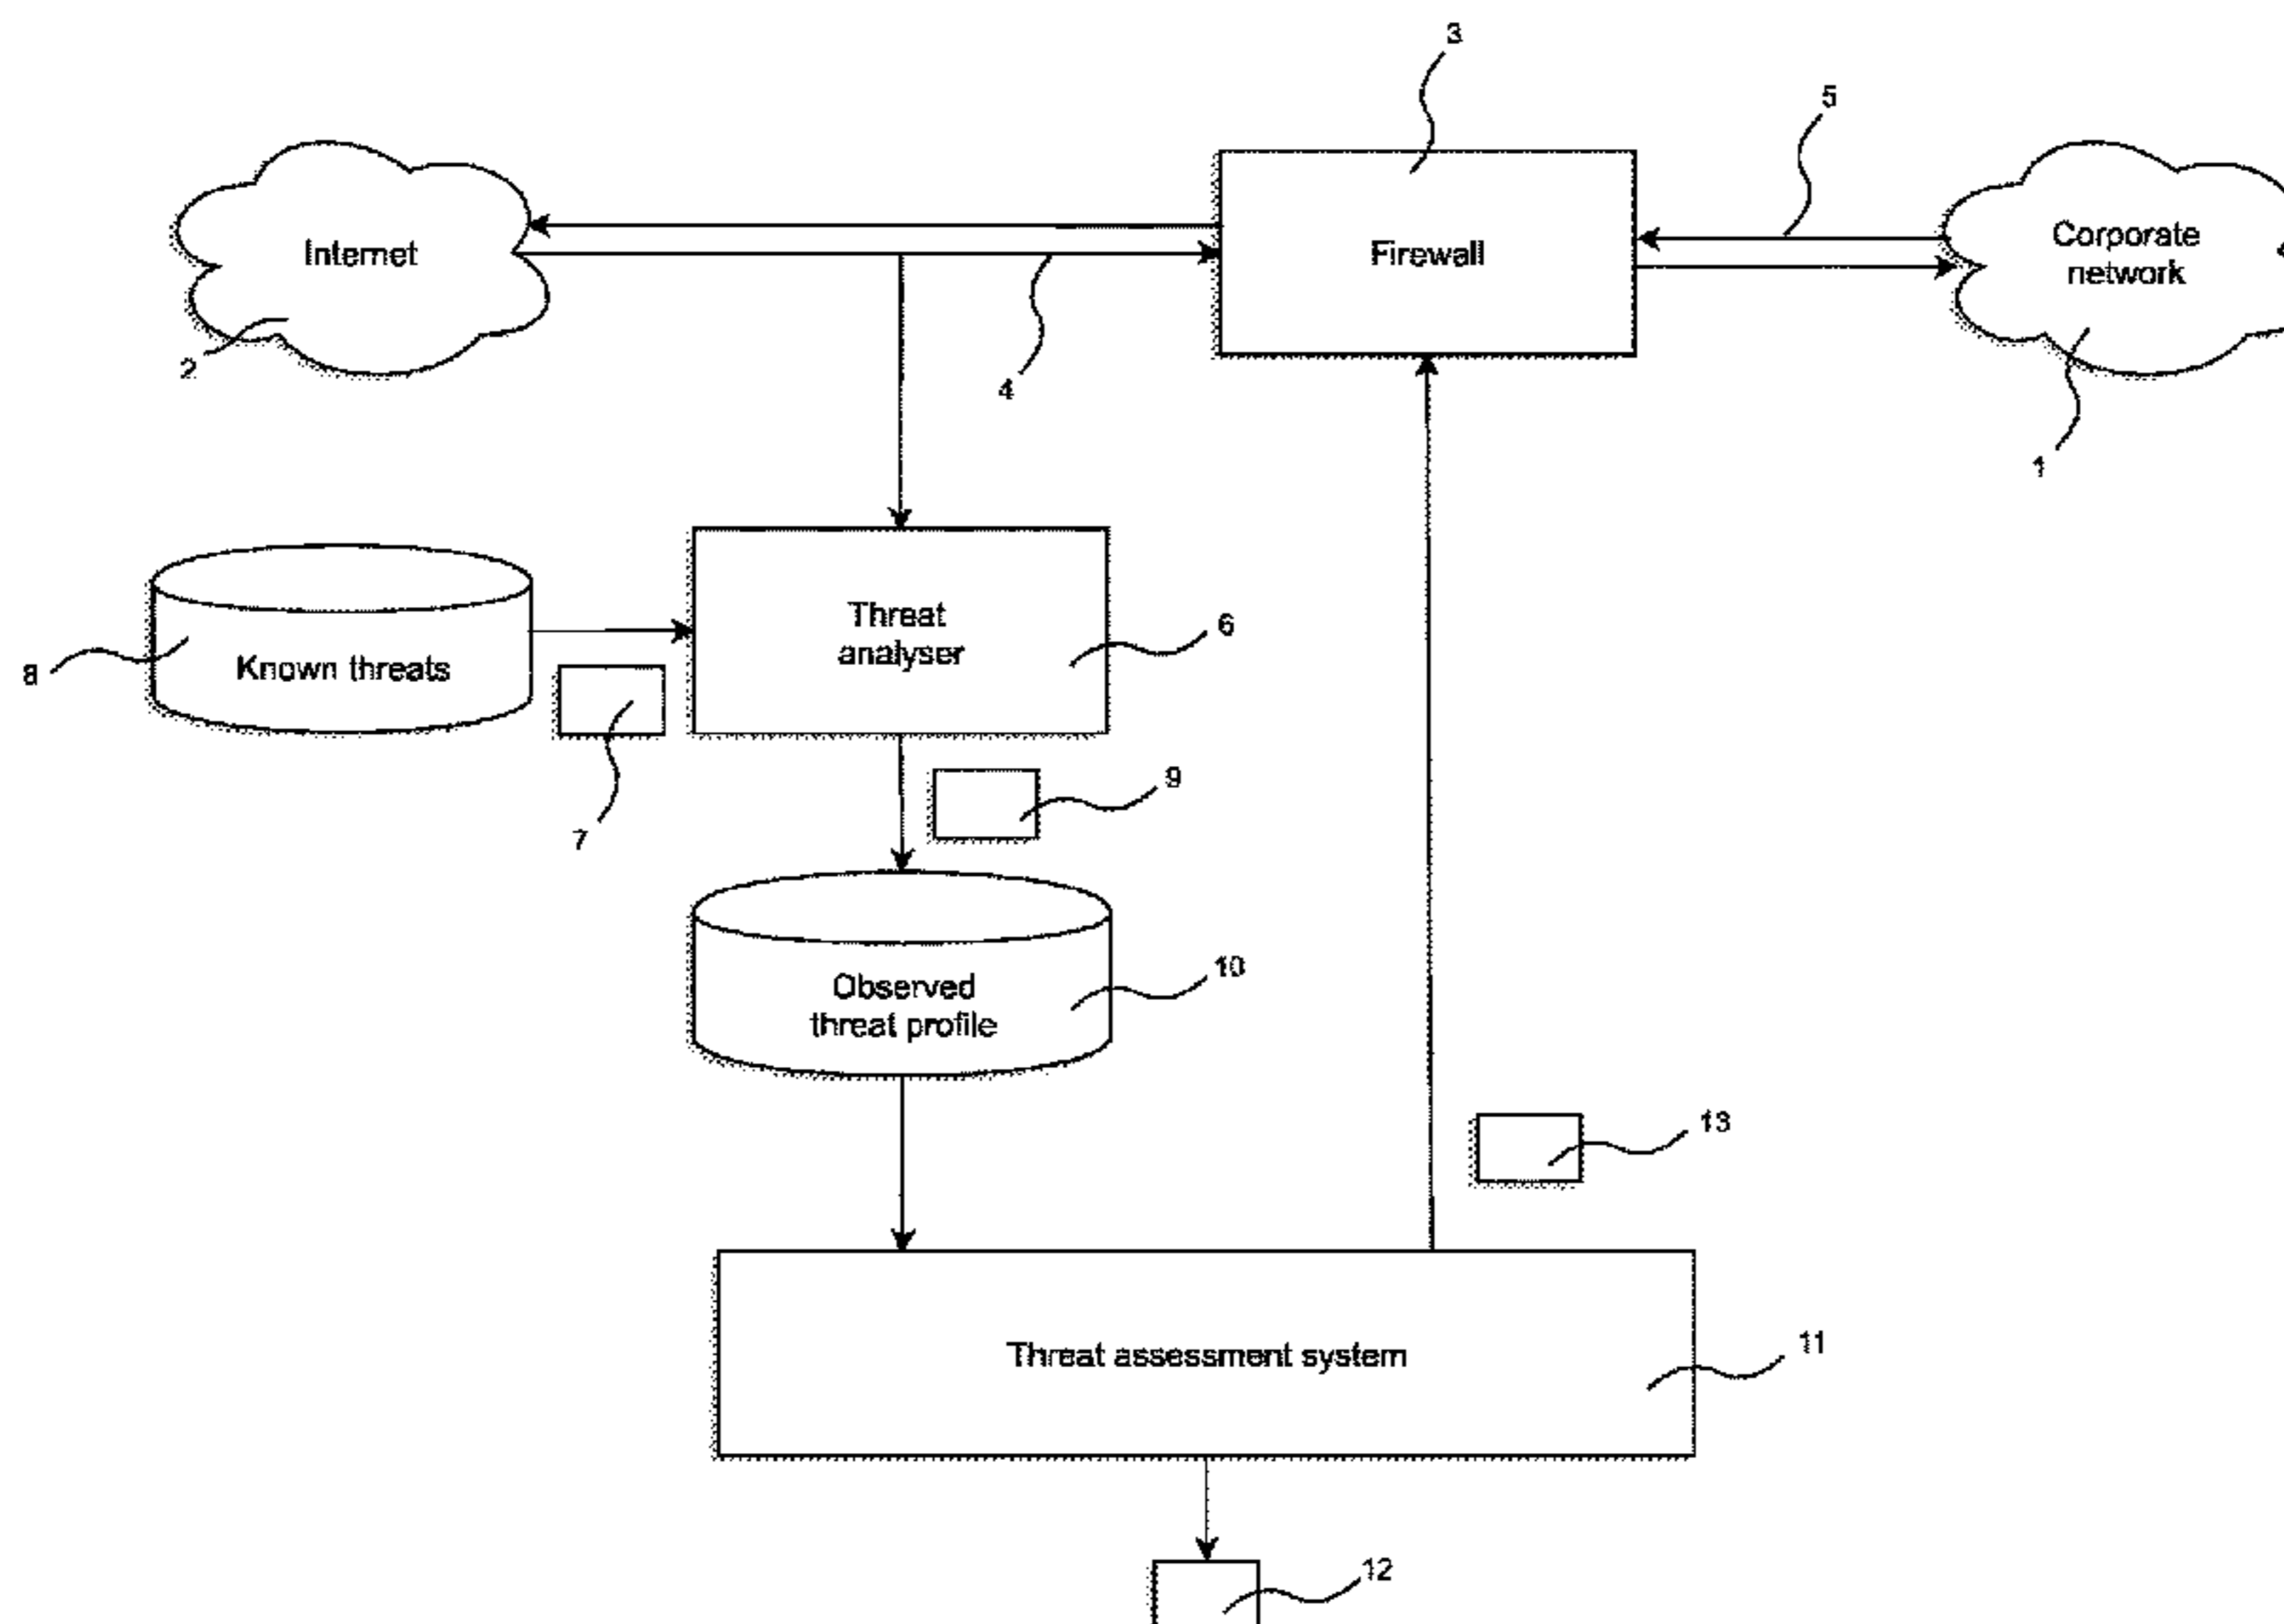 3
5
Internet
Firewall
Corporate
network
2
4
1
Threat
analyser
6
8
Known threats
7
9
10
Observed
threat profile
13
Threat assessment system
11
12